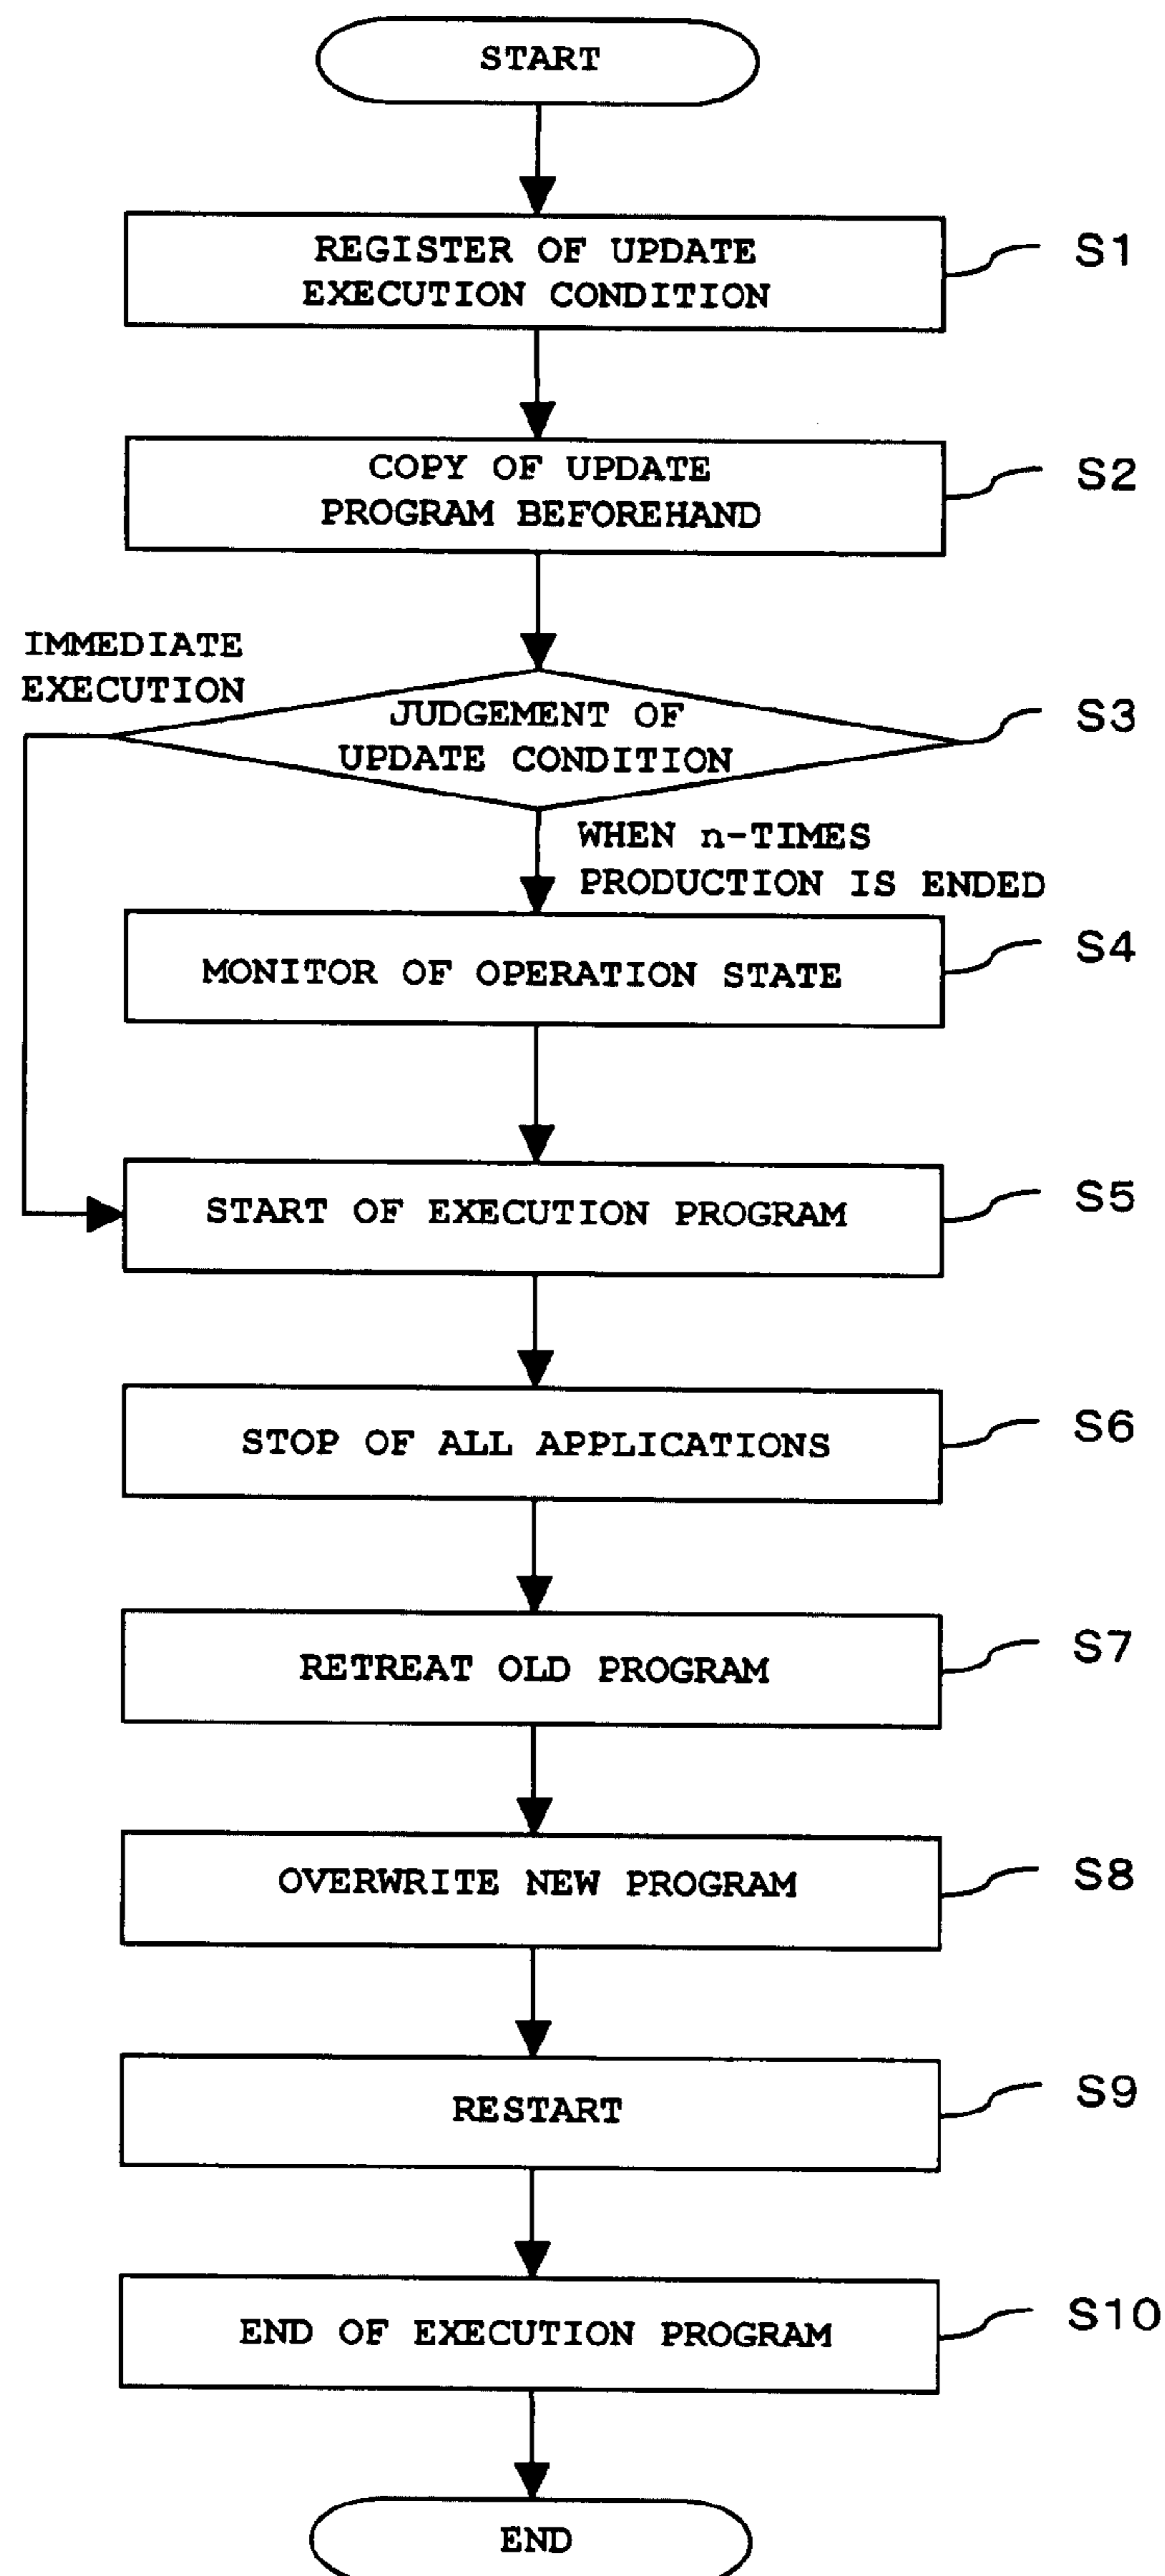 START
REGISTER OF UPDATE
EXECUTION CONDITION
S1
COPY OF UPDATE
PROGRAM BEFOREHAND
S2
IMMEDIATE
EXECUTION
JUDGEMENT OF
UPDATE CONDITION
S3
WHEN n-TIMES
PRODUCTION IS ENDED
MONITOR OF OPERATION STATE
S4
START OF EXECUTION PROGRAM
S5
STOP OF ALL APPLICATIONS
S6
RETREAT OLD PROGRAM
S7
OVERWRITE NEW PROGRAM
S8
RESTART
S9
END OF EXECUTION PROGRAM
S10
END